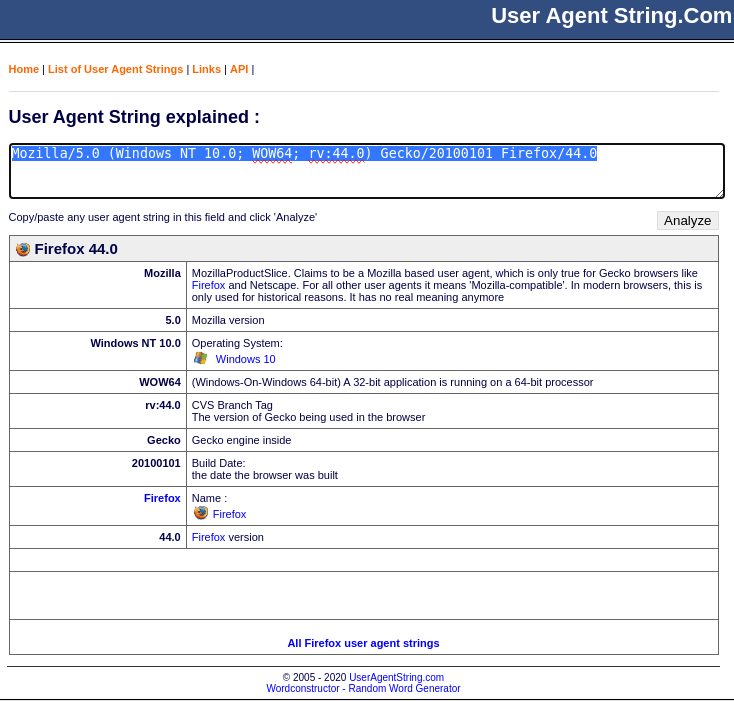 User Agent String.Com
Home | List of User Agent Strings | Links | API |
User Agent String explained :
Mozilla/5.0 (Windows NT 10.0; WOW64; rv:44.0) Gecko/20100101 Firefox/44.0
Copy/paste any user agent string in this field and click 'Analyze'
Analyze
Firefox 44.0
Mozilla
MozillaProductSlice. Claims to be a Mozilla based user agent, which is only true for Gecko browsers like
Firefox and Netscape. For all other user agents it means 'Mozilla-compatible'. In modern browsers, this is
only used for historical reasons. It has no real meaning anymore
5.0
Mozilla version
Windows NT 10.0
Operating System:
Windows 10
WOW64
(Windows-On-Windows 64-bit) A 32-bit application is running on a 64-bit processor
rv:44.0
CVS Branch Tag
The version of Gecko being used in the browser
Gecko
Gecko engine inside
20100101
Build Date:
the date the browser was built
Firefox
Name :
Firefox
44.0
Firefox version
All Firefox user agent strings
© 2005 - 2020 UserAgentString.com
Wordconstructor - Random Word Generator